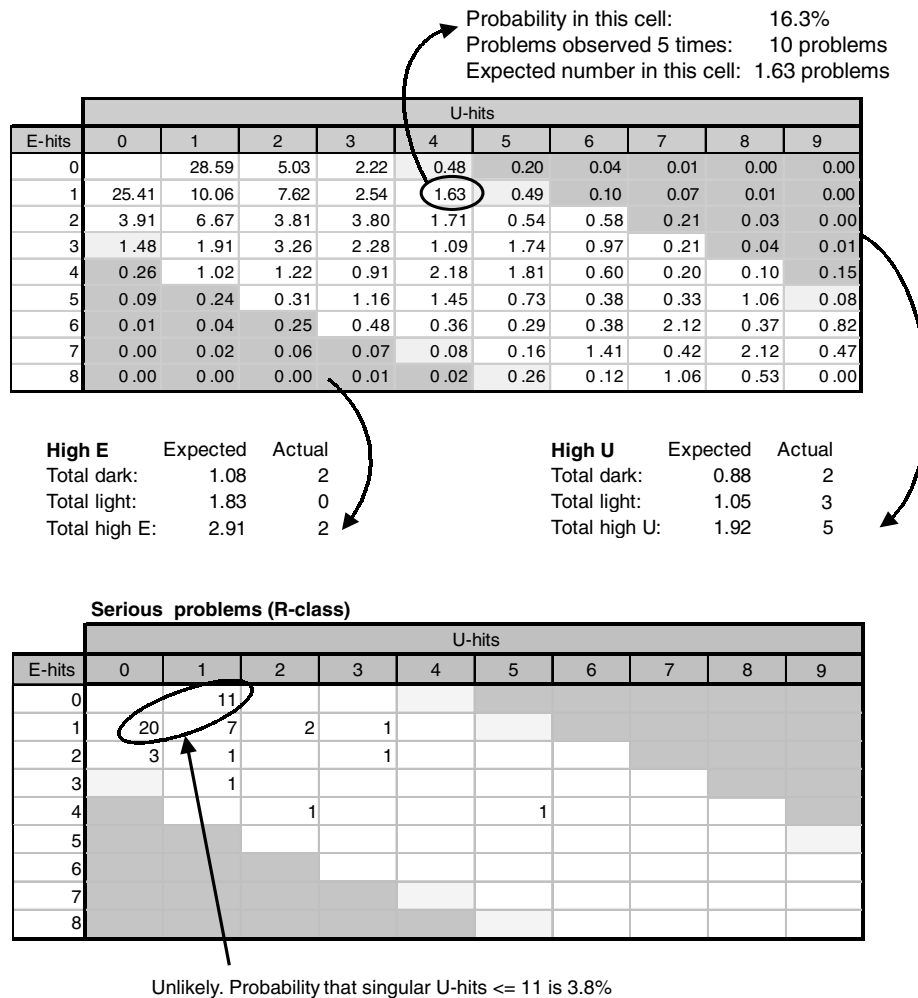 Probability in this cell: 16.3%
Problems observed 5 times: 10 problems
Expected number in this cell: 1.63 problems
U-hits
E-hits 0 1 2 3 4 5 6 7 8 9
0 28.59 5.03 2.22 0.48 0.20 0.04 0.01 0.00 0.00
1 25.41 10.06 7.62 2.54 1.63 0.49 0.10 0.07 0.01 0.00
2 3.91 6.67 3.81 3.80 1.71 0.54 0.58 0.21 0.03 0.00
3 1.48 1.91 3.26 2.28 1.09 1.74 0.97 0.21 0.04 0.01
4 0.26 1.02 1.22 0.91 2.18 1.81 0.60 0.20 0.10 0.15
5 0.09 0.24 0.31 1.16 1.45 0.73 0.38 0.33 1.06 0.08
6 0.01 0.04 0.25 0.48 0.36 0.29 0.38 2.12 0.37 0.82
7 0.00 0.02 0.06 0.07 0.08 0.16 1.41 0.42 2.12 0.47
8 0.00 0.00 0.00 0.01 0.02 0.26 0.12 1.06 0.53 0.00
High E Expected Actual
Total dark: 1.08 2
Total light: 1.83 0
Total high E: 2.91 2
High U Expected Actual
Total dark: 0.88 2
Total light: 1.05 3
Total high U: 1.92 5
Serious problems (R-class)
U-hits
E-hits 0 1 2 3 4 5 6 7 8 9
0 11
1 20 7 2 1
2 3 1 1
3 1
4 1 1
5
6
7
8
Unlikely. Probability that singular U-hits <= 11 is 3.8%